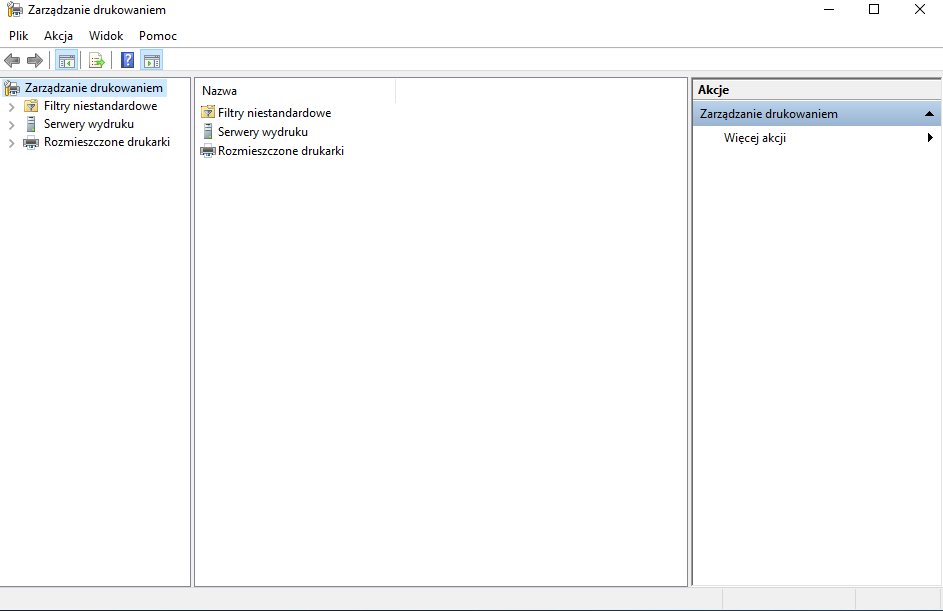 Zarządzanie drukowaniem
Plik Akcja Widok Pomoc
Zarządzanie drukowaniem
Filtry niestandardowe
Serwery wydruku
Rozmieszczone drukarki
Nazwa
Filtry niestandardowe
Serwery wydruku
Rozmieszczone drukarki
Akcje
Zarządzanie drukowaniem
Więcej akcji